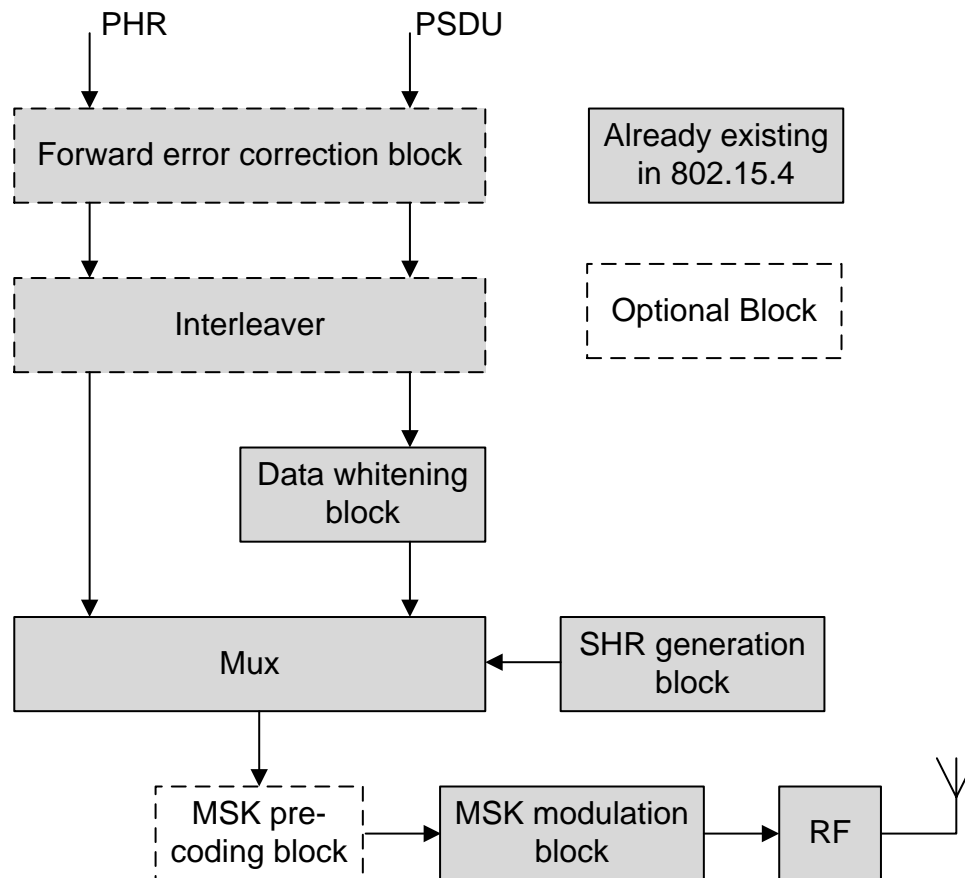 PHR
PSDU
Forward error correction block
Already existing
in 802.15.4
Interleaver
Optional Block
Data whitening
block
Mux
SHR generation
block
MSK pre-
coding block
MSK modulation
block
RF